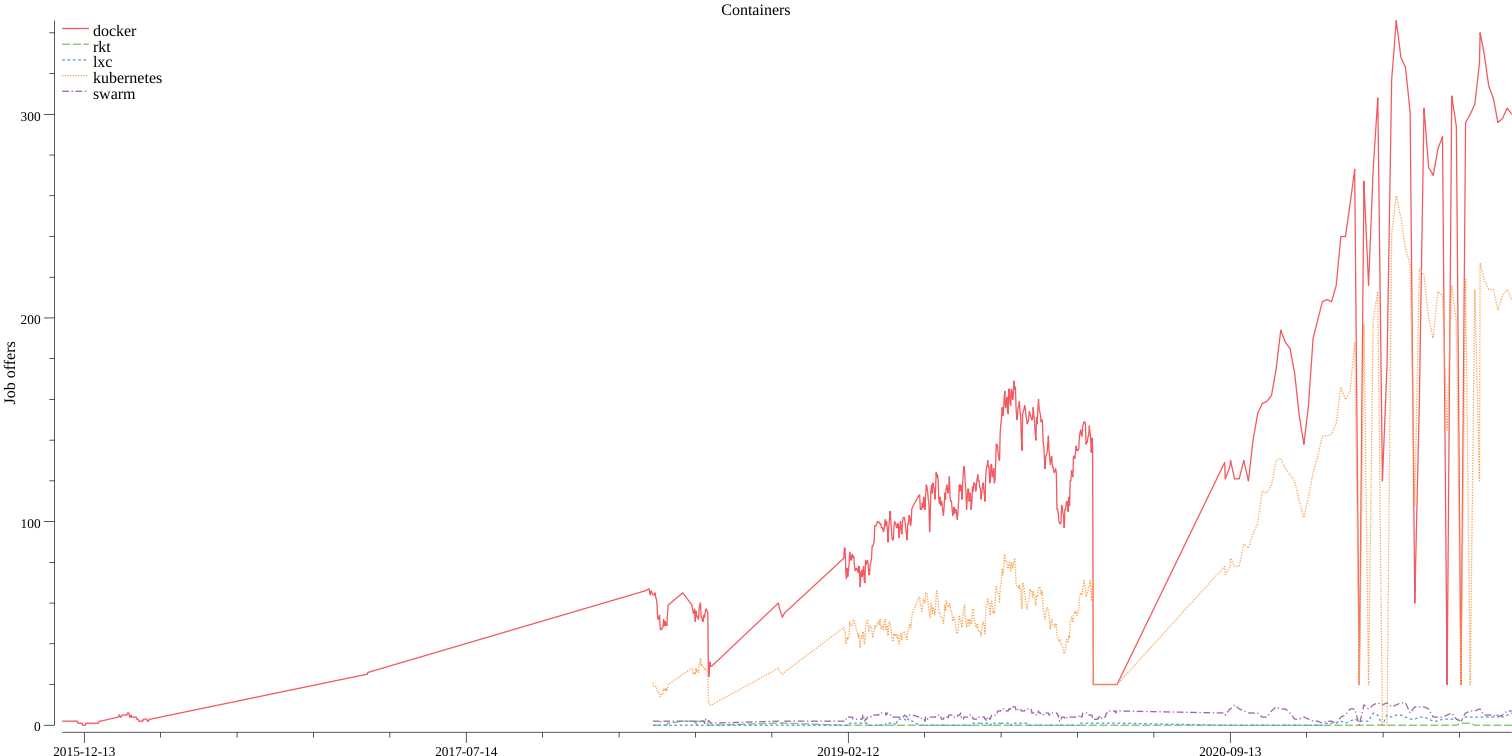 Containers
docker
rkt
lxc
kubernetes
swarm
Job offers
300
200
100
0
2015-12-13
2017-07-14
2019-02-12
2020-09-13